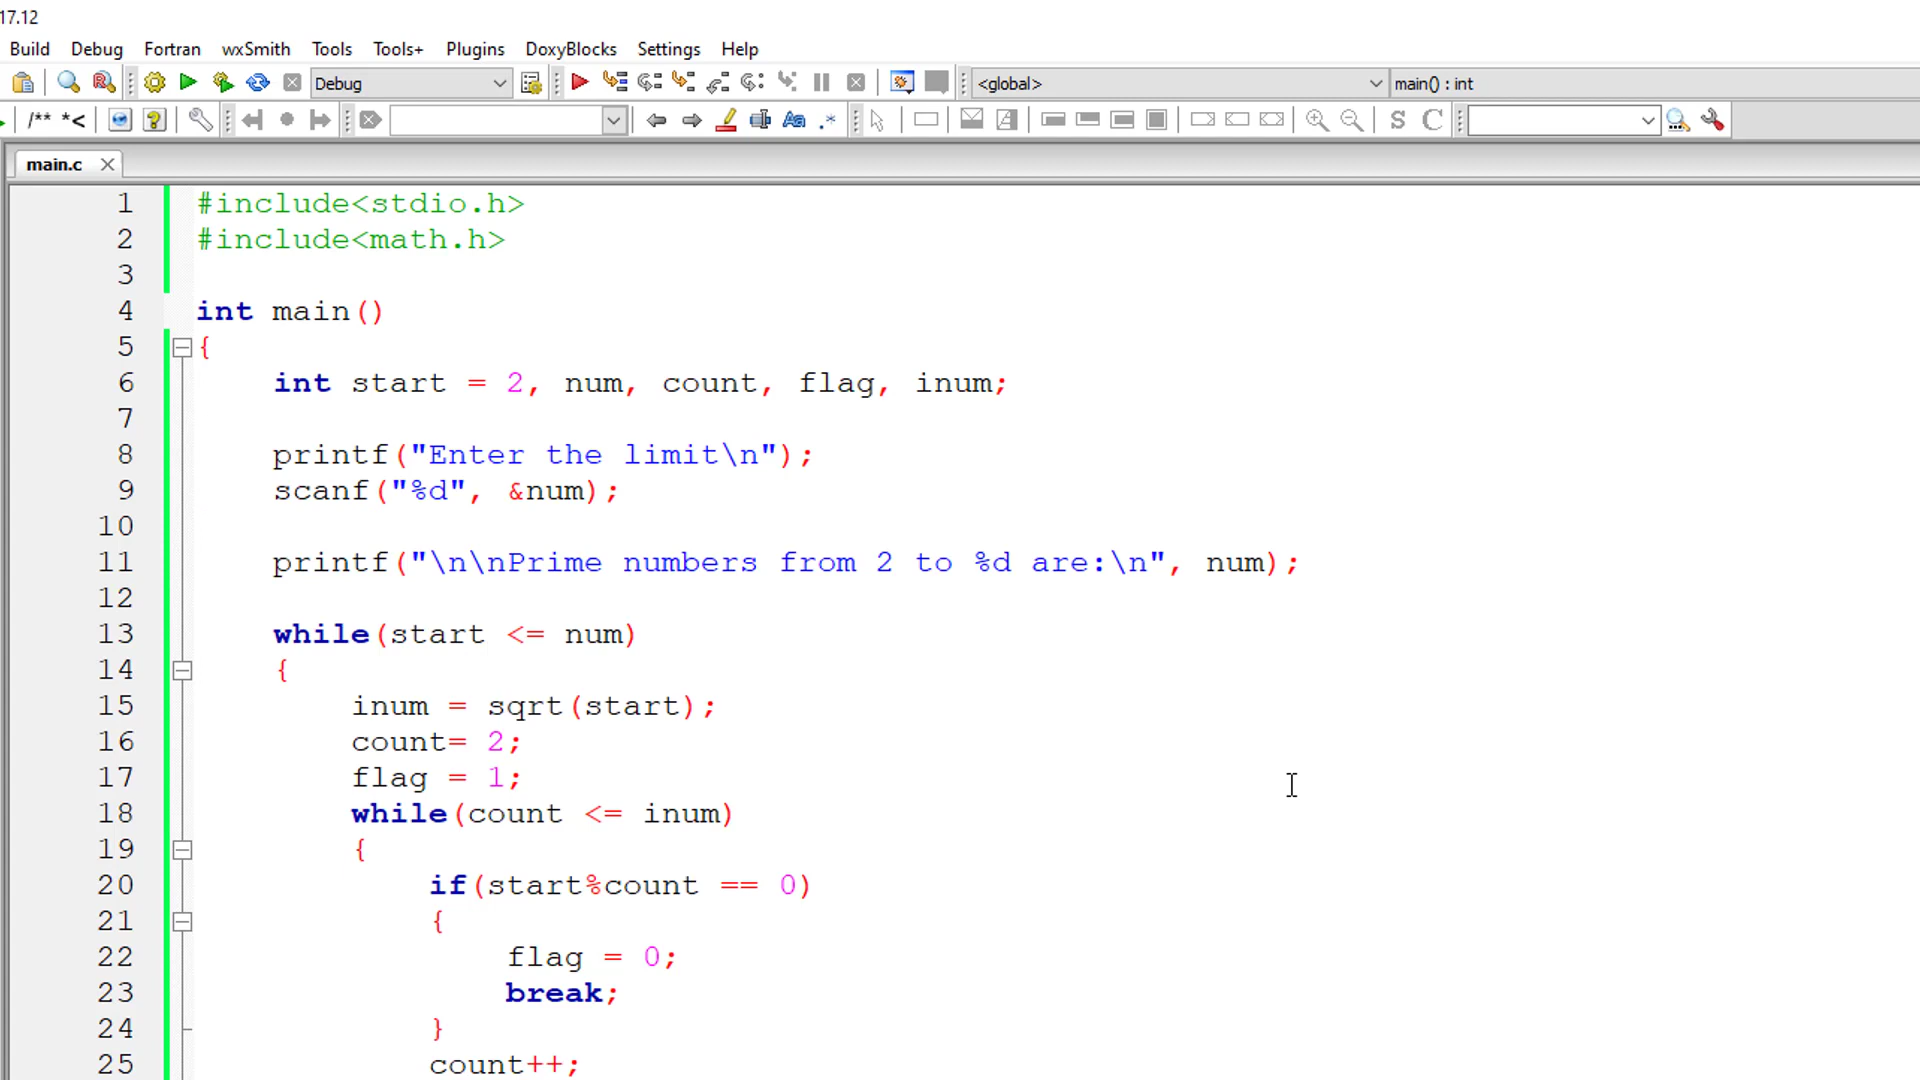 17.12
Build Debug Fortran wxSmith Tools Tools+ Plugins DoxyBlocks Settings Help
Debug <global> main() : int
/** *< Aa .* S C
main.c
1 #include<stdio.h>
2 #include<math.h>
3
4 int main()
5 {
6 int start = 2, num, count, flag, inum;
7
8 printf("Enter the limit\n");
9 scanf("%d", &num);
10
11 printf("\n\nPrime numbers from 2 to %d are:\n", num);
12
13 while(start <= num)
14 {
15 inum = sqrt(start);
16 count= 2;
17 flag = 1;
18 while(count <= inum)
19 {
20 if(start%count == 0)
21 {
22 flag = 0;
23 break;
24 }
25 count++;